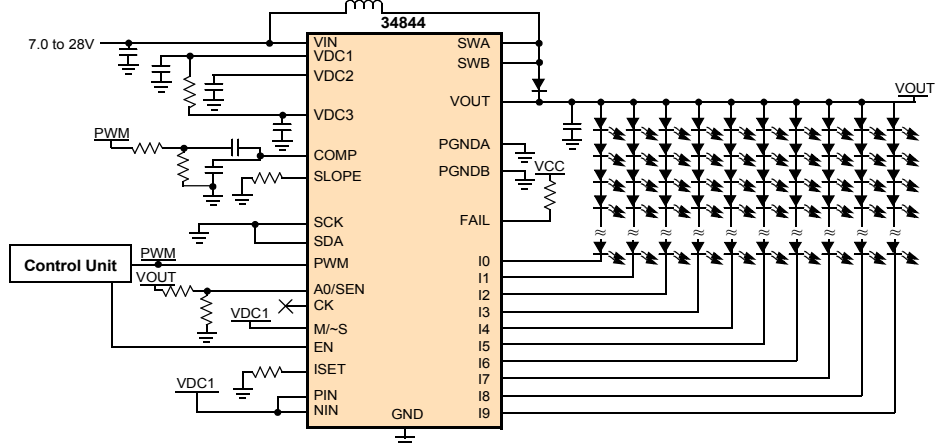 34844
7.0 to 28V
VIN
VDC1
VDC2
VDC3
PWM
COMP
SLOPE
SCK
SDA
Control Unit
PWM
PWM
VOUT
A0/SEN
CK
VDC1
M/~S
EN
ISET
VDC1
PIN
NIN
GND
SWA
SWB
VOUT
VOUT
PGNDA
PGNDB
VCC
FAIL
I0
I1
I2
I3
I4
I5
I6
I7
I8
I9